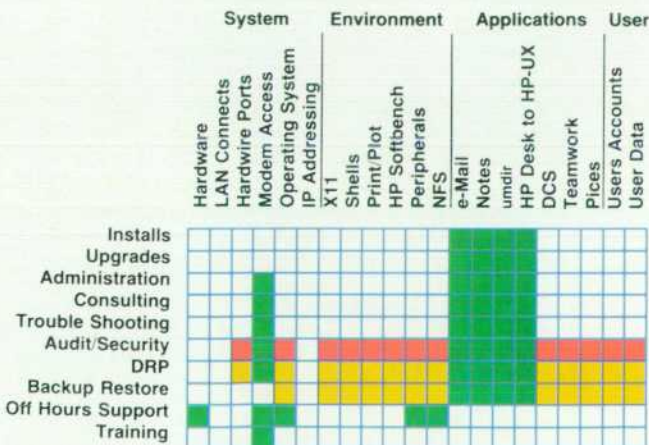 System Environment Applications User
Hardware
LAN Connects
Hardwire Ports
Modem Access
Operating System
IP Addressing
X11
Shells
Print/Plot
HP Softbench
Peripherals
NFS
e-Mail
Notes
umdir
HP Desk to HP-UX
DCS
Teamwork
Pices
Users Accounts
User Data
Installs
Upgrades
Administration
Consulting
Trouble Shooting
Audit/Security
DRP
Backup Restore
Off Hours Support
Training